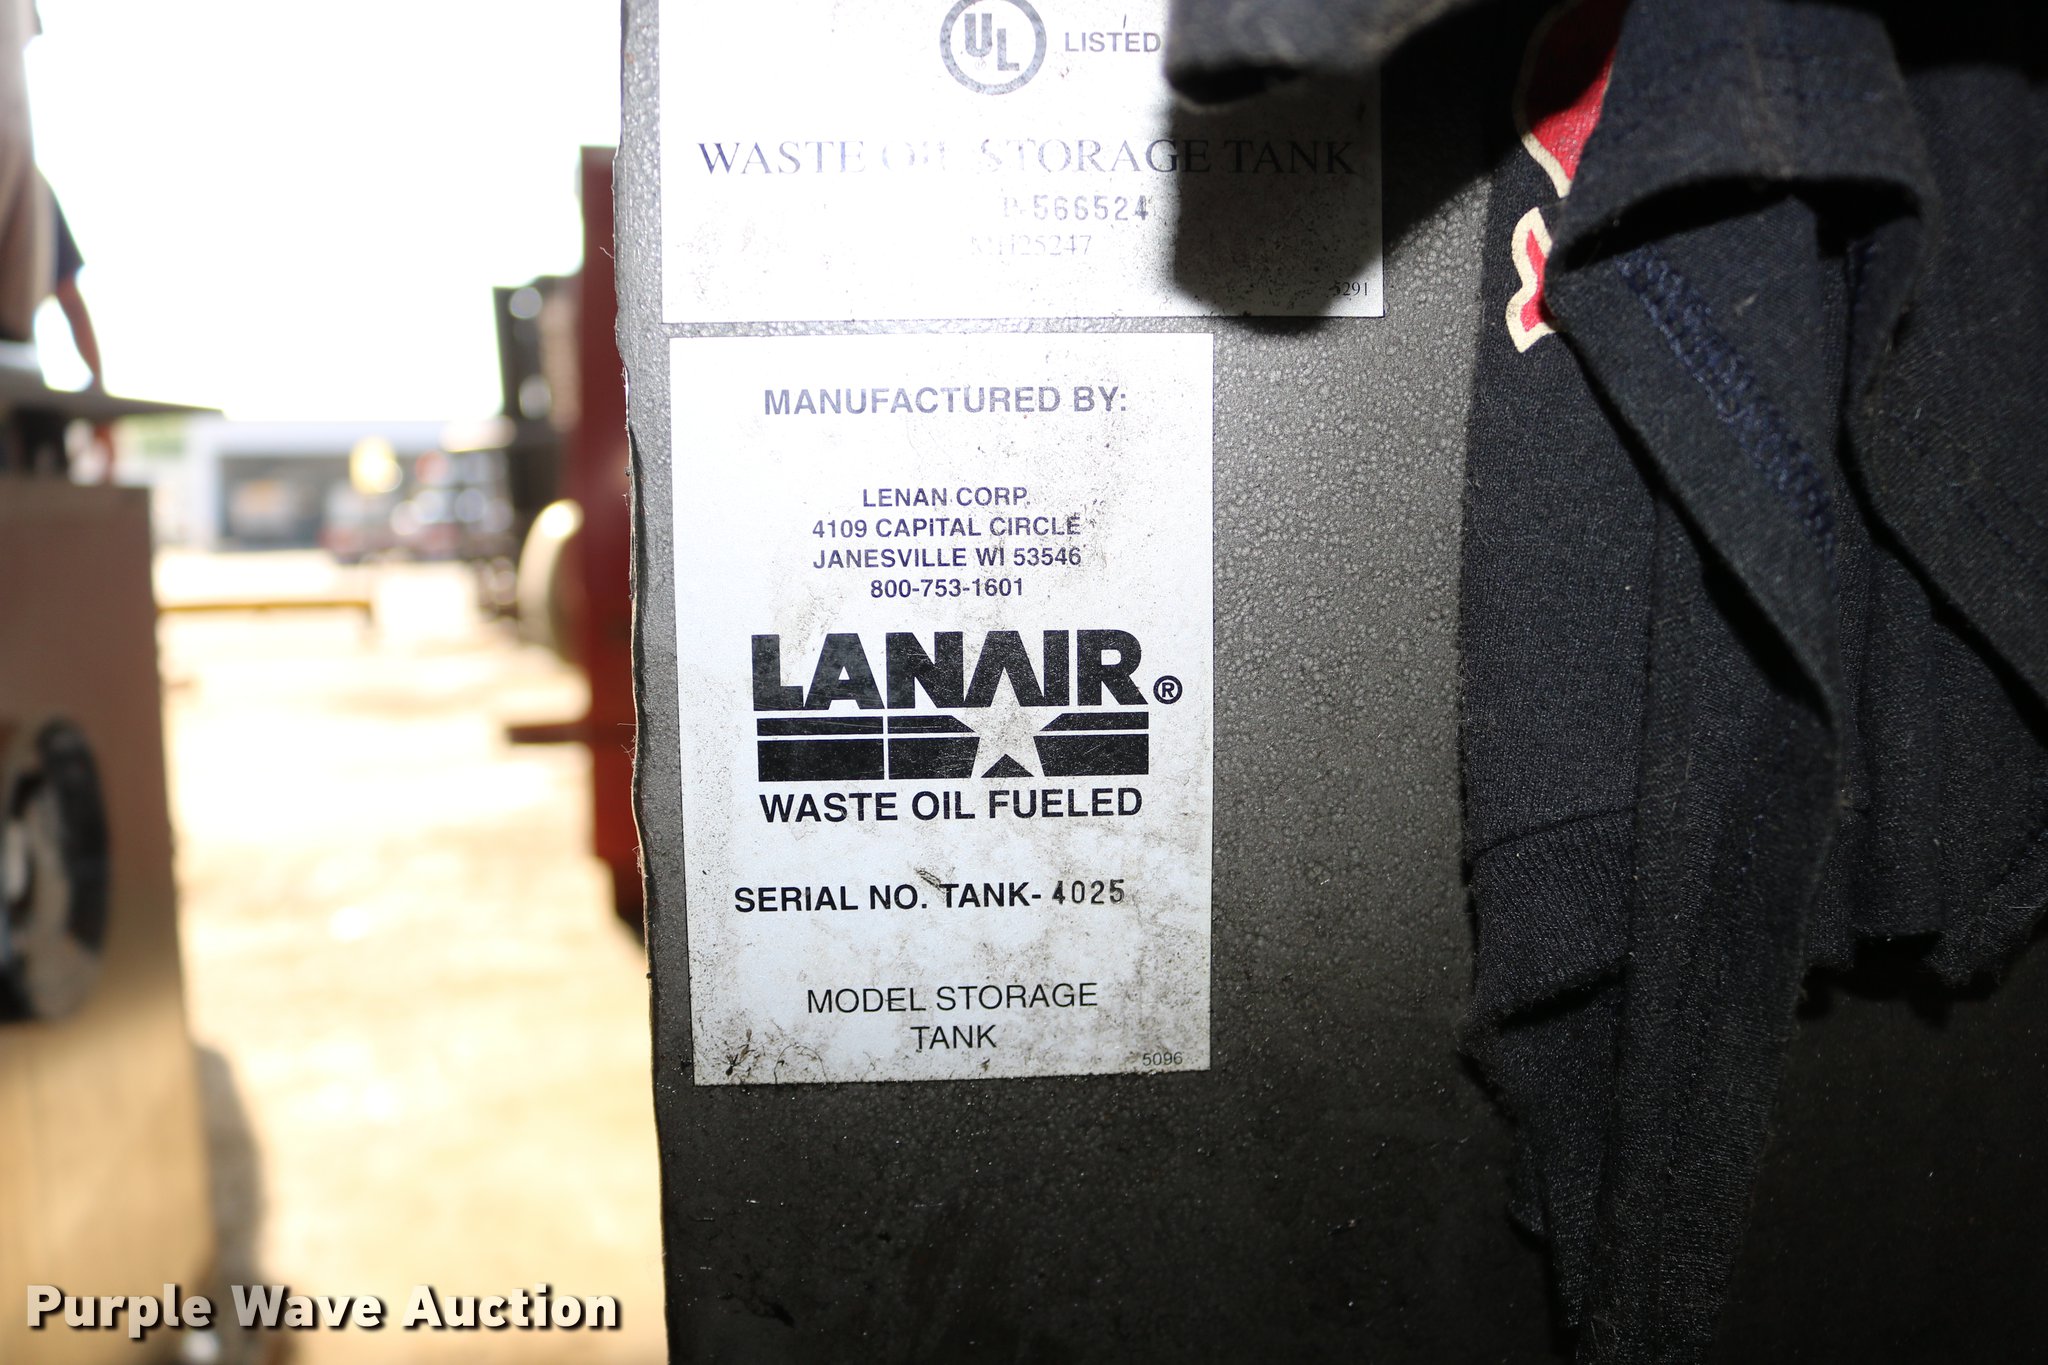 UL LISTED
WASTE OIL STORAGE TANK
566524
MH25247
5291
MANUFACTURED BY:
LENAN CORP.
4109 CAPITAL CIRCLE
JANESVILLE WI 53546
800-753-1601
LANAIR®
WASTE OIL FUELED
SERIAL NO. TANK- 4025
MODEL STORAGE
TANK
5096
Purple Wave Auction